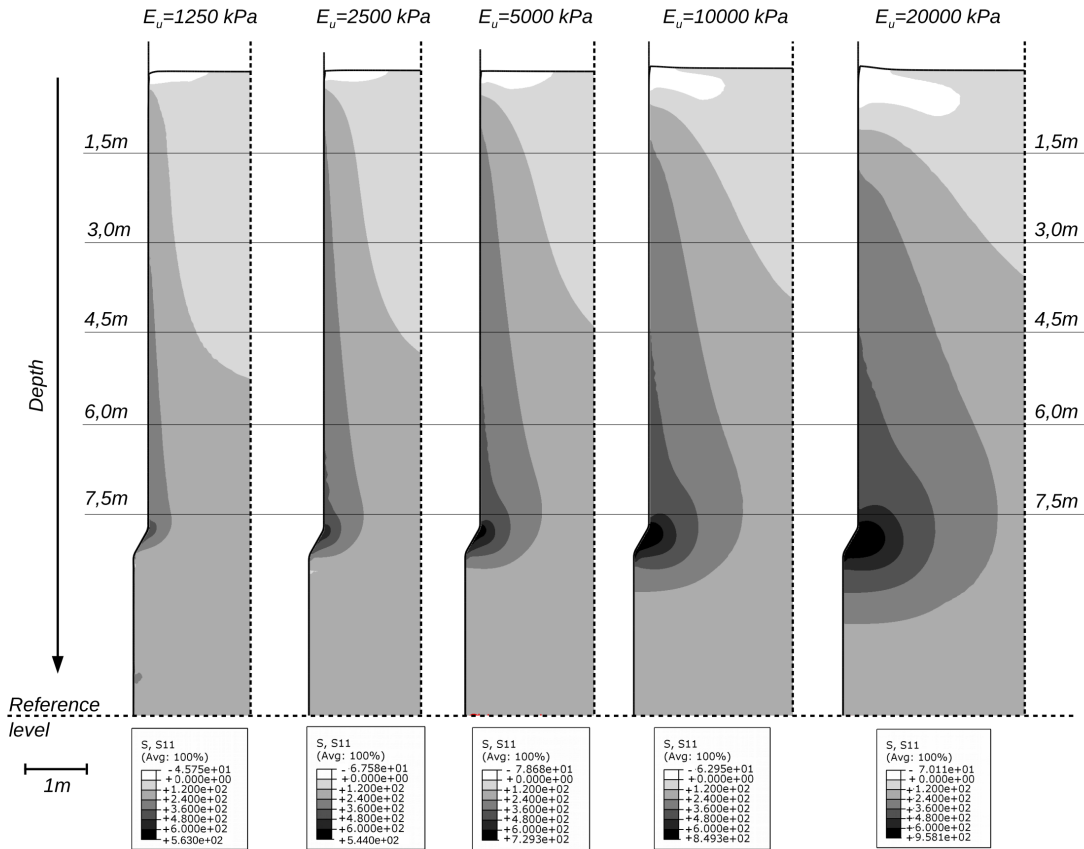 E_u=1250 kPa
E_u=2500 kPa
E_u=5000 kPa
E_u=10000 kPa
E_u=20000 kPa
1,5m
1,5m
3,0m
3,0m
4,5m
4,5m
6,0m
6,0m
7,5m
7,5m
Depth
Reference
level
1m
S, S11
(Avg: 100%)
- 4.575e+01
+0.000e+00
+1.200e+02
+2.400e+02
+3.600e+02
+4.800e+02
+6.000e+02
+5.630e+02
S, S11
(Avg: 100%)
- 6.758e+01
+0.000e+00
+1.200e+02
+2.400e+02
+3.600e+02
+4.800e+02
+6.000e+02
+5.440e+02
S, S11
(Avg: 100%)
- 7.868e+01
+0.000e+00
+1.200e+02
+2.400e+02
+3.600e+02
+4.800e+02
+6.000e+02
+7.293e+02
S, S11
(Avg: 100%)
- 6.295e+01
+0.000e+00
+1.200e+02
+2.400e+02
+3.600e+02
+4.800e+02
+6.000e+02
+8.493e+02
S, S11
(Avg: 100%)
- 7.011e+01
+0.000e+00
+1.200e+02
+2.400e+02
+3.600e+02
+4.800e+02
+6.000e+02
+9.581e+02